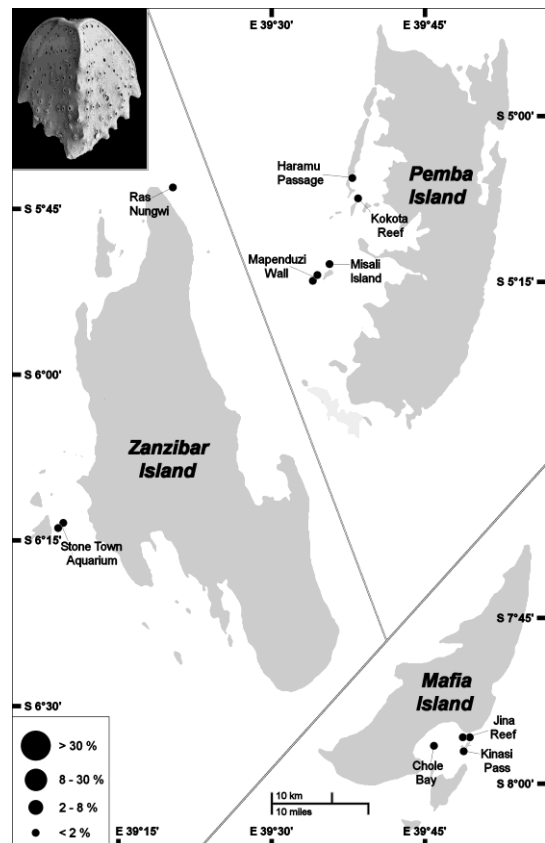 E 39°30'
E 39°45'
S 5°00'
Haramu
Passage
Pemba
Island
Ras
Nungwi
S 5°45'
Kokota
Reef
Mapenduzi
Wall
Misali
Island
S 5°15'
S 6°00'
Zanzibar
Island
S 6°15'
Stone Town
Aquarium
S 7°45'
Mafia
Island
S 6°30'
Jina
Reef
Chole
Bay
Kinasi
Pass
> 30 %
8 - 30 %
2 - 8 %
< 2 %
10 km
10 miles
S 8°00'
E 39°15'
E 39°30'
E 39°45'